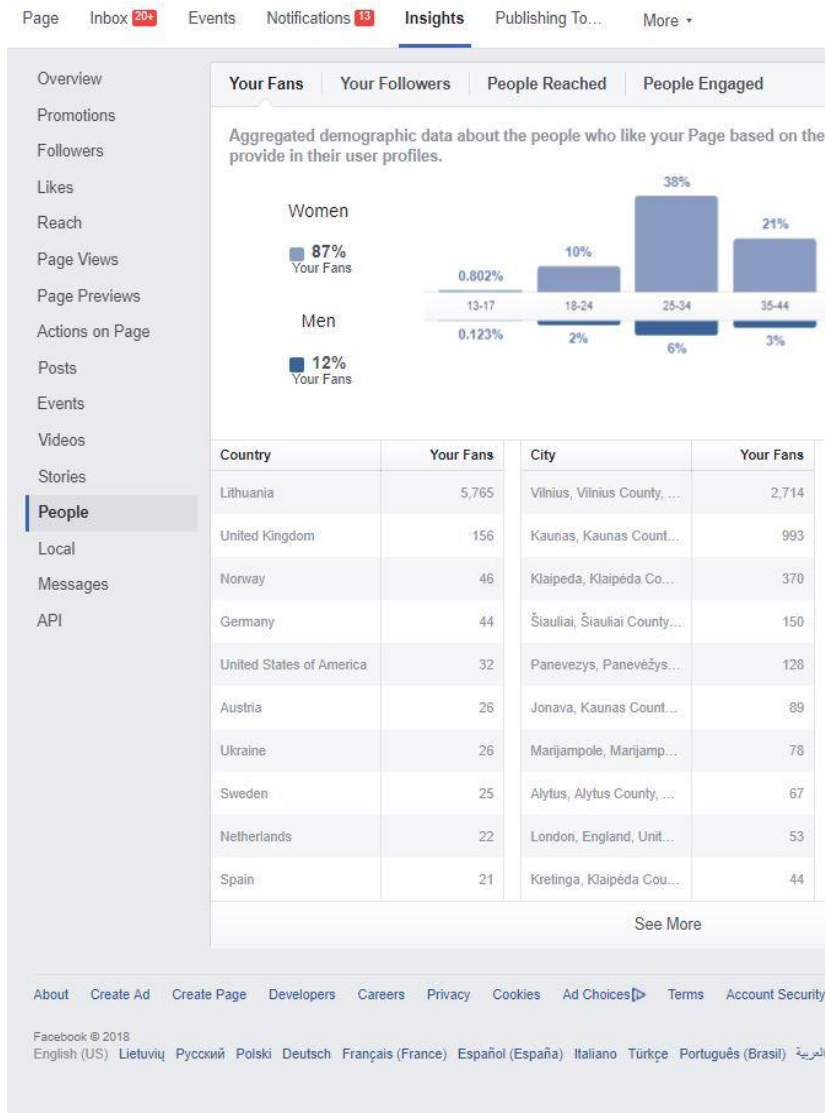 Page Inbox 20+ Events Notifications 13 Insights Publishing To... More
Overview
Promotions
Followers
Likes
Reach
Page Views
Page Previews
Actions on Page
Posts
Events
Videos
Stories
People
Local
Messages
API
Your Fans Your Followers People Reached People Engaged
Aggregated demographic data about the people who like your Page based on the
provide in their user profiles.
Women
87%
Your Fans
Men
12%
Your Fans
0.802% 10% 38% 21%
13-17 18-24 25-34 35-44
0.123% 2% 6% 3%
Country Your Fans City Your Fans
Lithuania 5,765 Vilnius, Vilnius County, ... 2,714
United Kingdom 156 Kaunas, Kaunas Count... 993
Norway 46 Klaipeda, Klaipėda Co... 370
Germany 44 Šiauliai, Šiauliai County... 150
United States of America 32 Panevezys, Panevėžys... 128
Austria 26 Jonava, Kaunas Count... 89
Ukraine 26 Marijampole, Marijamp... 78
Sweden 25 Alytus, Alytus County, ... 67
Netherlands 22 London, England, Unit... 53
Spain 21 Kretinga, Klaipėda Cou... 44
See More
About Create Ad Create Page Developers Careers Privacy Cookies Ad Choices Terms Account Security
Facebook © 2018
English (US) Lietuvių Русский Polski Deutsch Français (France) Español (España) Italiano Türkçe Português (Brasil) العربية